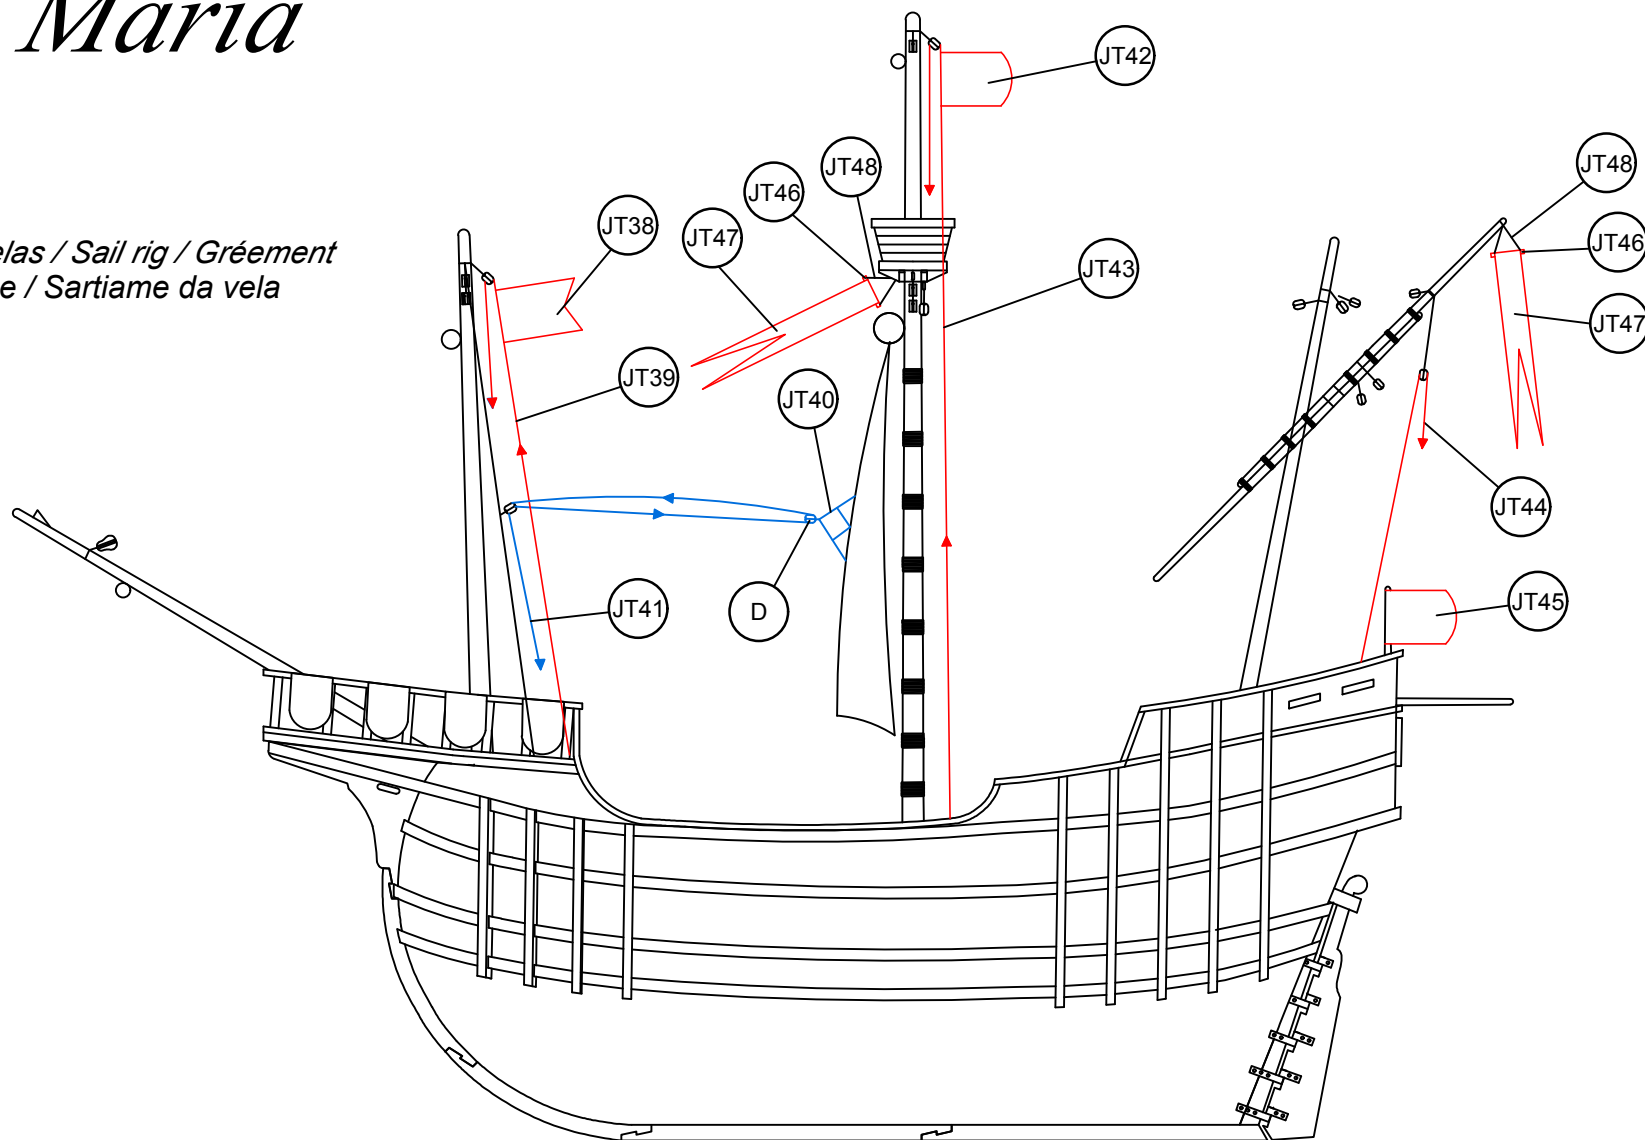 Maria
JT42
JT48
JT48
JT46
JT38
JT47
JT46
elas / Sail rig / Gréement
e / Sartiame da vela
JT43
JT47
JT39
JT40
JT44
JT41
D
JT45